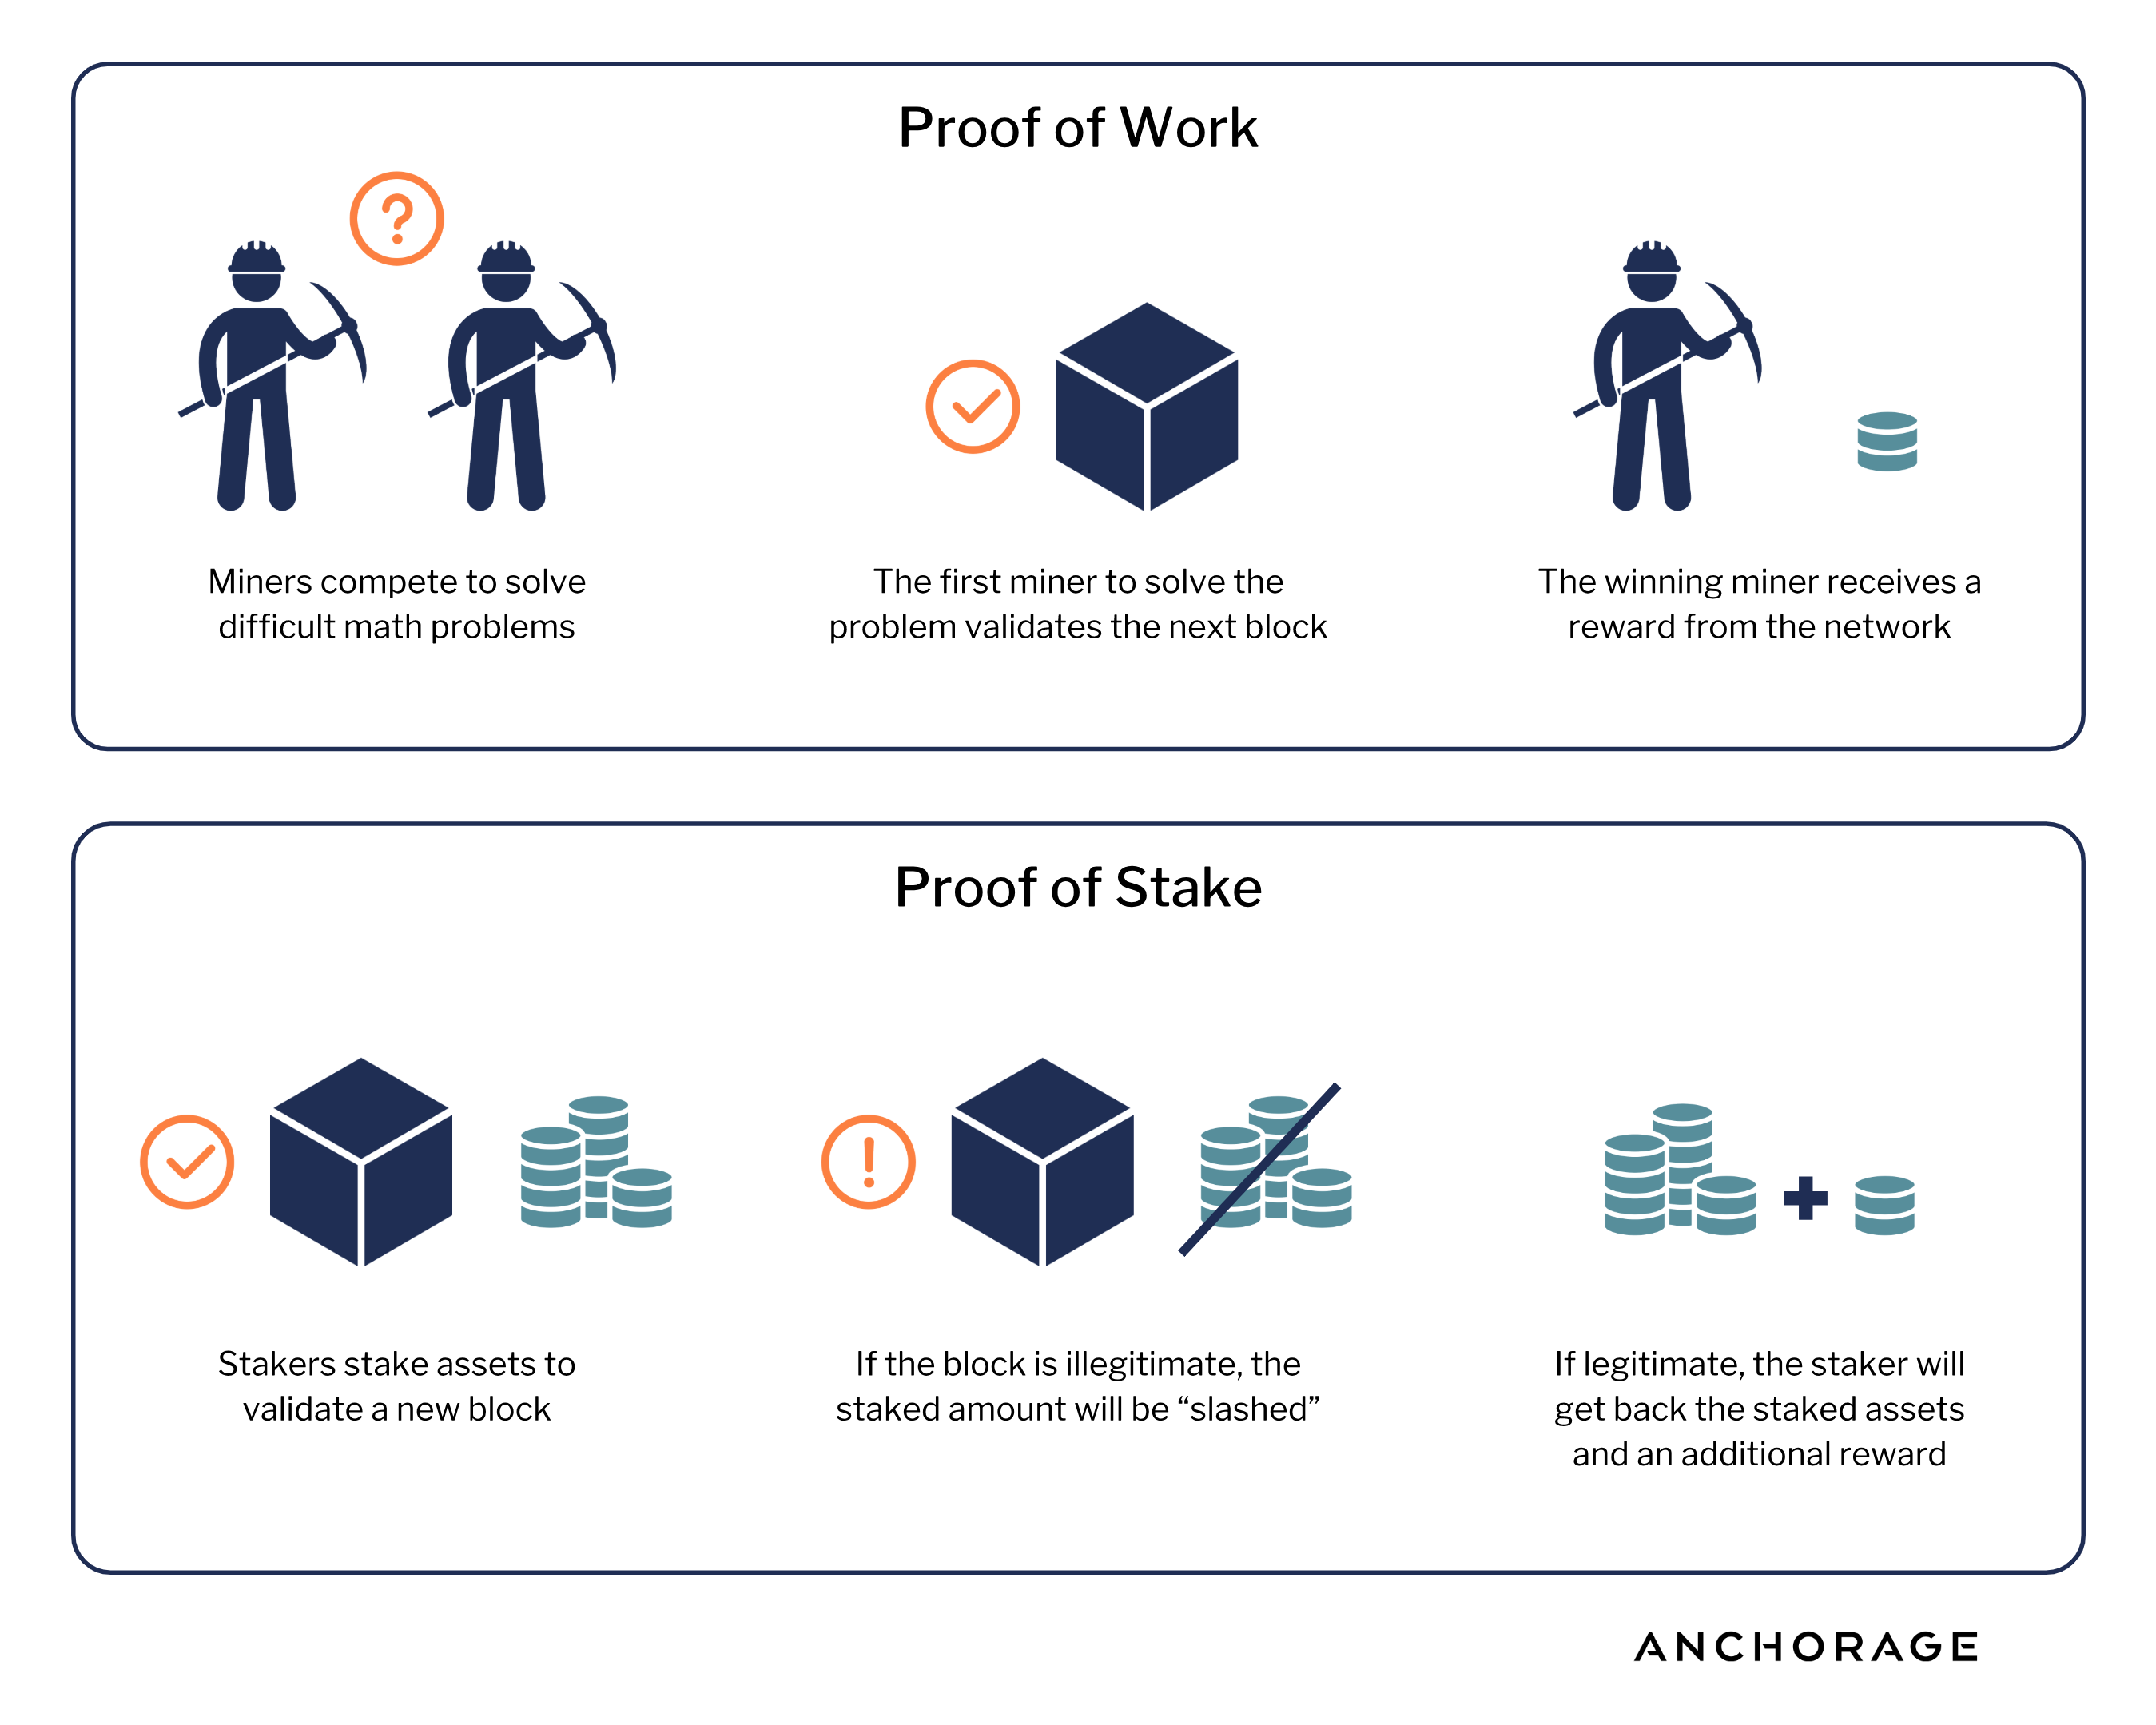 Proof of Work
?
Miners compete to solve
difficult math problems
The first miner to solve the
problem validates the next block
The winning miner receives a
reward from the network
Proof of Stake
!
Stakers stake assets to
validate a new block
If the block is illegitimate, the
staked amount will be “slashed”
If legitimate, the staker will
get back the staked assets
and an additional reward
ANCHORAGE